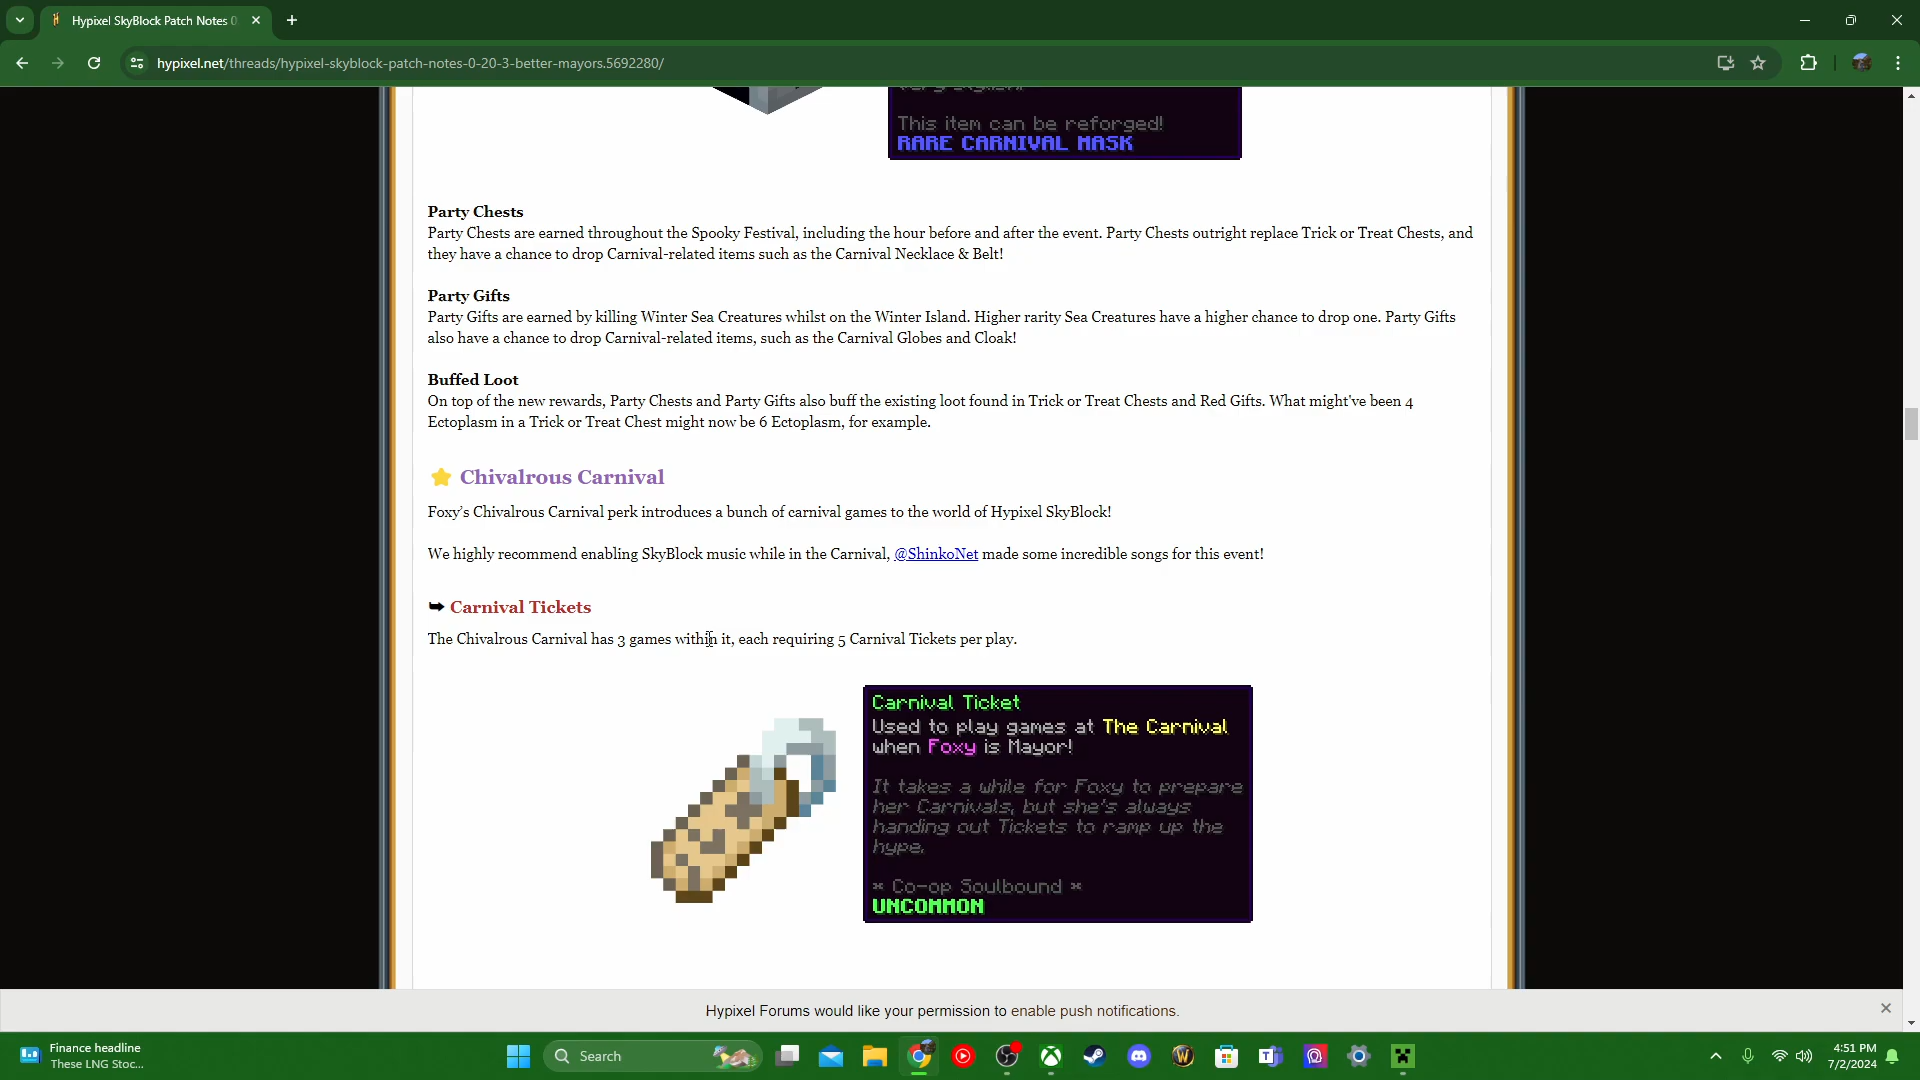 Hypixel SkyBlock Patch Notes 0
hypixel.net/threads/hypixel-skyblock-patch-notes-0-20-3-better-mayors.5692280/
This item can be reforged!
RARE CARNIVAL MASK
Party Chests
Party Chests are earned throughout the Spooky Festival, including the hour before and after the event. Party Chests outright replace Trick or Treat Chests, and
they have a chance to drop Carnival-related items such as the Carnival Necklace & Belt!
Party Gifts
Party Gifts are earned by killing Winter Sea Creatures whilst on the Winter Island. Higher rarity Sea Creatures have a higher chance to drop one. Party Gifts
also have a chance to drop Carnival-related items, such as the Carnival Globes and Cloak!
Buffed Loot
On top of the new rewards, Party Chests and Party Gifts also buff the existing loot found in Trick or Treat Chests and Red Gifts. What might've been 4
Ectoplasm in a Trick or Treat Chest might now be 6 Ectoplasm, for example.
⭐ Chivalrous Carnival
Foxy's Chivalrous Carnival perk introduces a bunch of carnival games to the world of Hypixel SkyBlock!
We highly recommend enabling SkyBlock music while in the Carnival, @ShinkoNet made some incredible songs for this event!
➥ Carnival Tickets
The Chivalrous Carnival has 3 games within it, each requiring 5 Carnival Tickets per play.
Carnival Ticket
Used to play games at The Carnival
when Foxy is Mayor!
It takes a while for Foxy to prepare
her Carnivals, but she's always
handing out Tickets to ramp up the
hype.
* Co-op Soulbound *
UNCOMMON
Hypixel Forums would like your permission to enable push notifications.
Finance headline
These LNG Stoc...
Search
4:51 PM
7/2/2024